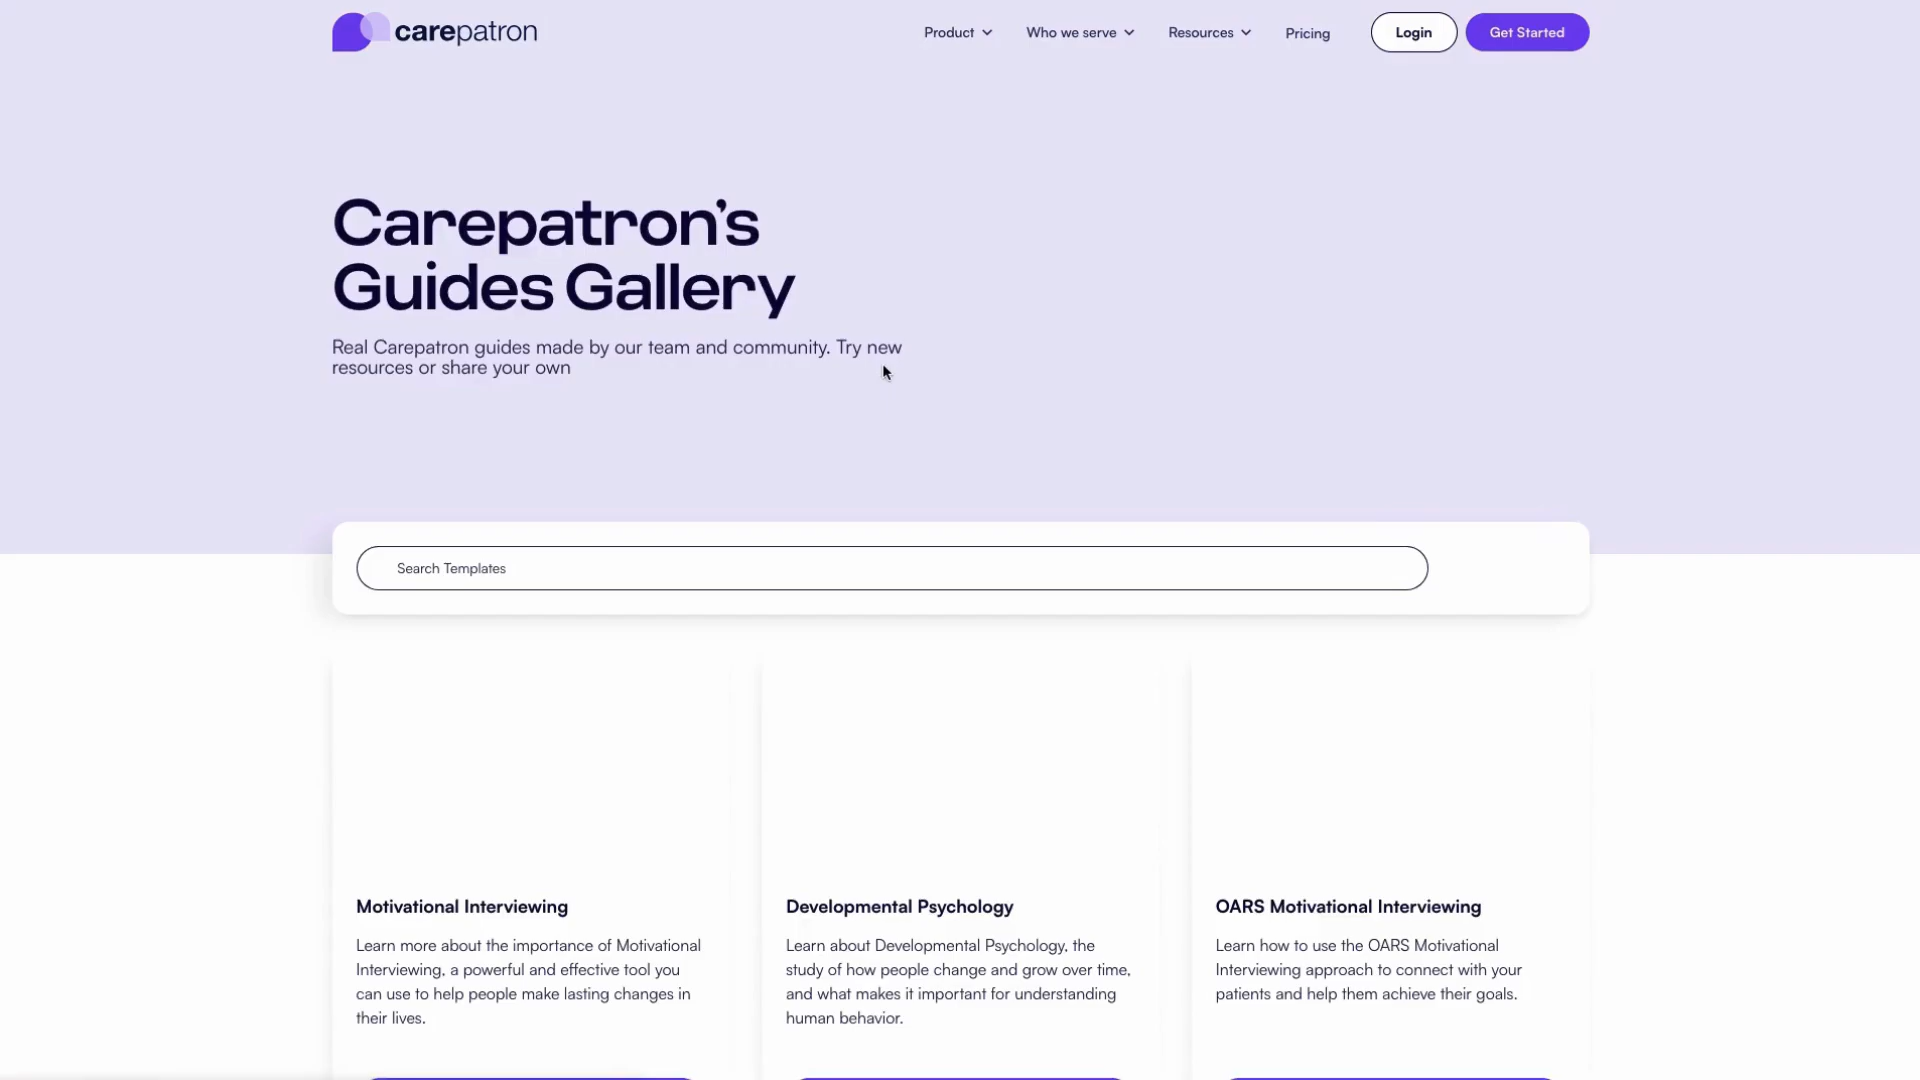 carepatron
Product
Who we serve
Resources
Pricing
Login
Get Started
Carepatron's
Guides Gallery
Real Carepatron guides made by our team and community. Try new
resources or share your own
Search Templates
Motivational Interviewing
Learn more about the importance of Motivational
Interviewing, a powerful and effective tool you
can use to help people make lasting changes in
their lives.
Developmental Psychology
Learn about Developmental Psychology, the
study of how people change and grow over time,
and what makes it important for understanding
human behavior.
OARS Motivational Interviewing
Learn how to use the OARS Motivational
Interviewing approach to connect with your
patients and help them achieve their goals.